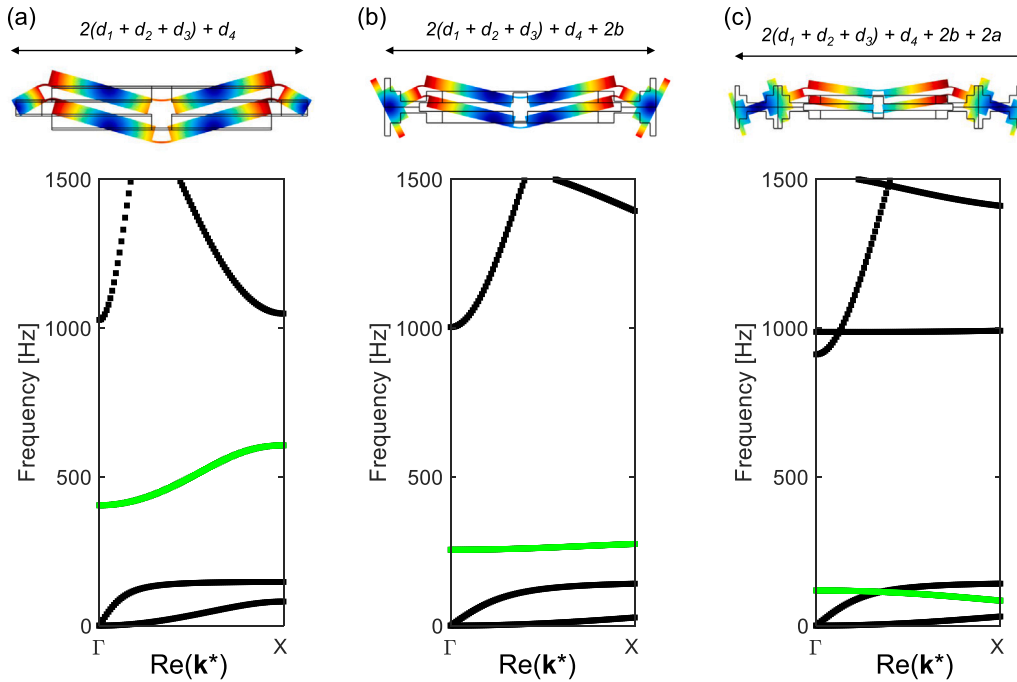 (a)
2(d1 + d2 + d3) + d4
(b)
2(d1 + d2 + d3) + d4 + 2b
(c)
2(d1 + d2 + d3) + d4 + 2b + 2a
1500
1000
500
0
Frequency [Hz]
Γ
X
Re(k*)
1500
1000
500
0
Frequency [Hz]
Γ
X
Re(k*)
1500
1000
500
0
Frequency [Hz]
Γ
X
Re(k*)